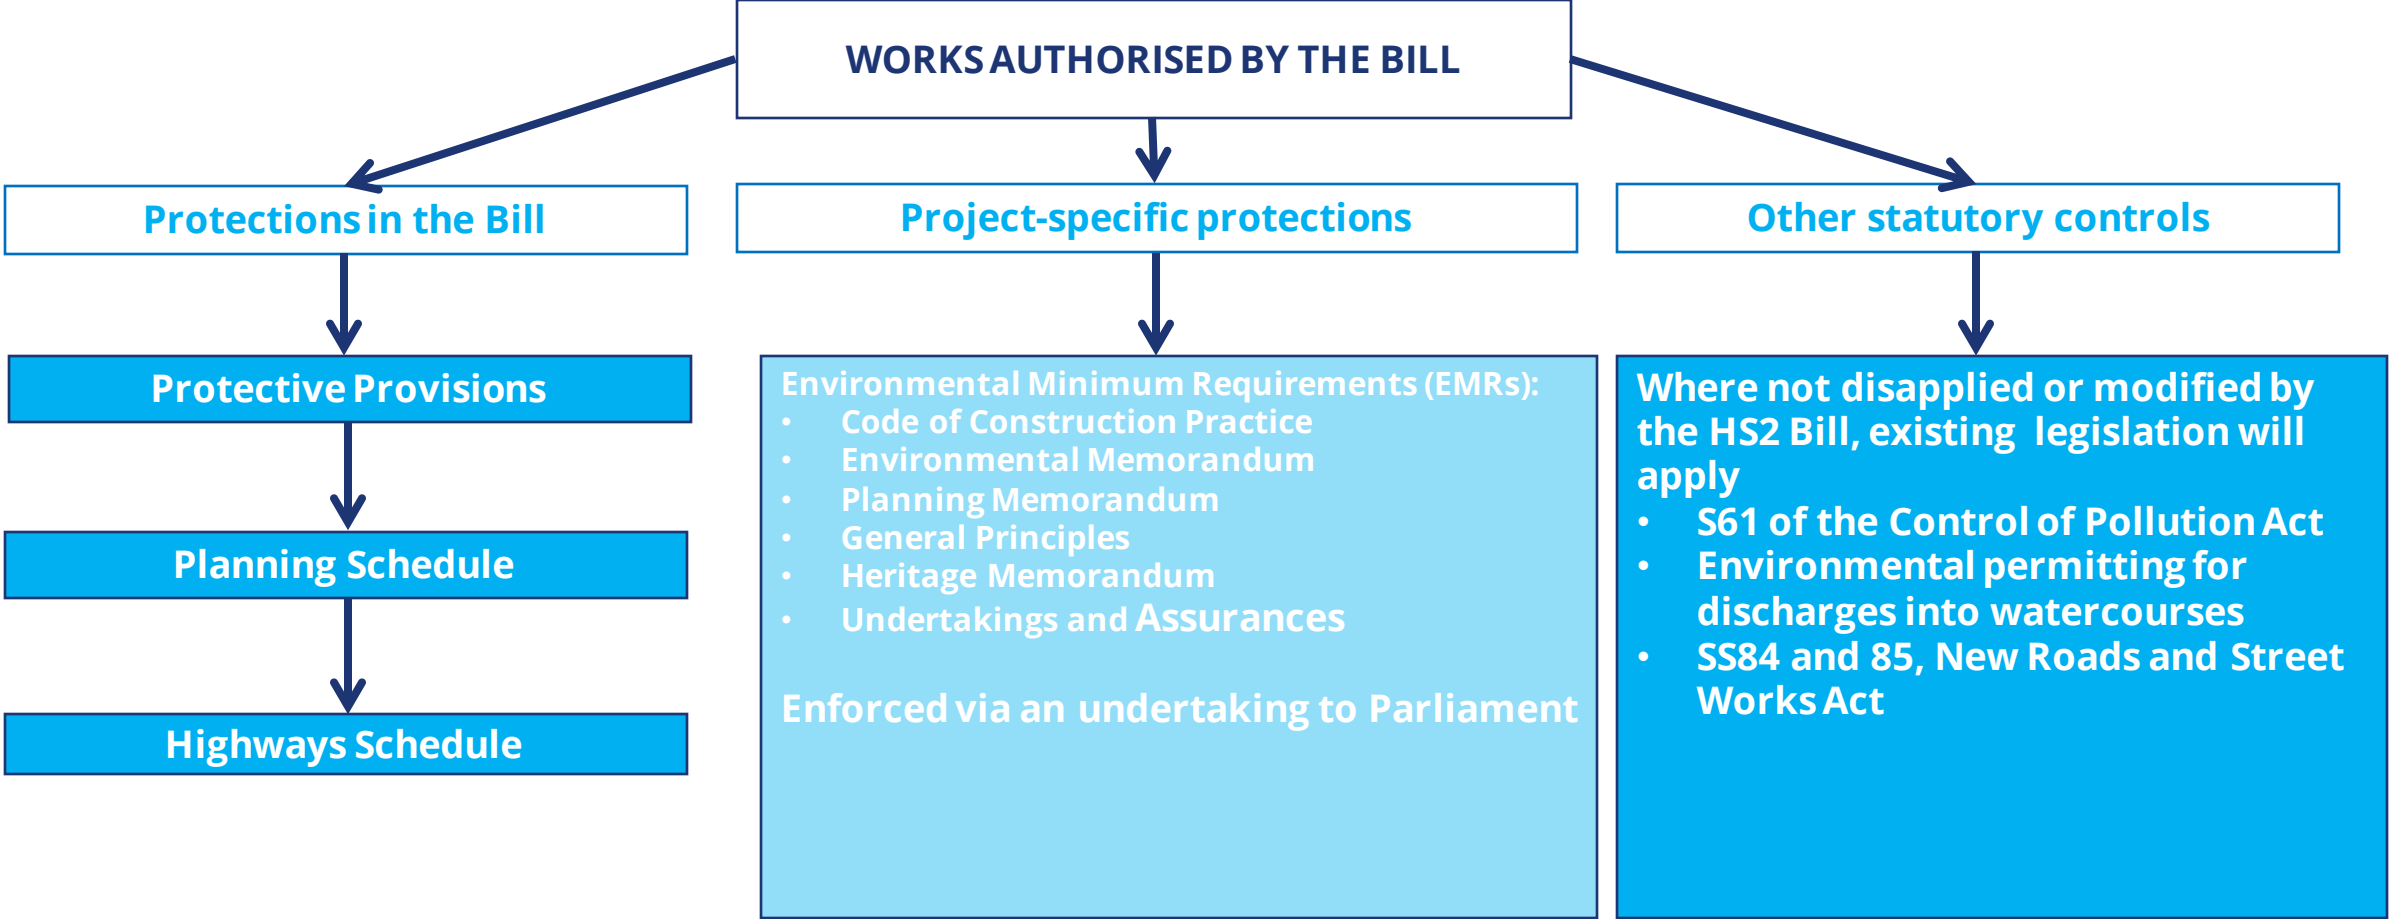 WORKS AUTHORISED BY THE BILL
Protections in the Bill
Project-specific protections
Other statutory controls
Protective Provisions
Planning Schedule
Highways Schedule
Environmental Minimum Requirements (EMRs):
• Code of Construction Practice
• Environmental Memorandum
• Planning Memorandum
• General Principles
• Heritage Memorandum
• Undertakings and Assurances
Enforced via an undertaking to Parliament
Where not disapplied or modified by
the HS2 Bill, existing legislation will
apply
• S61 of the Control of Pollution Act
• Environmental permitting for
discharges into watercourses
• SS84 and 85, New Roads and Street
Works Act